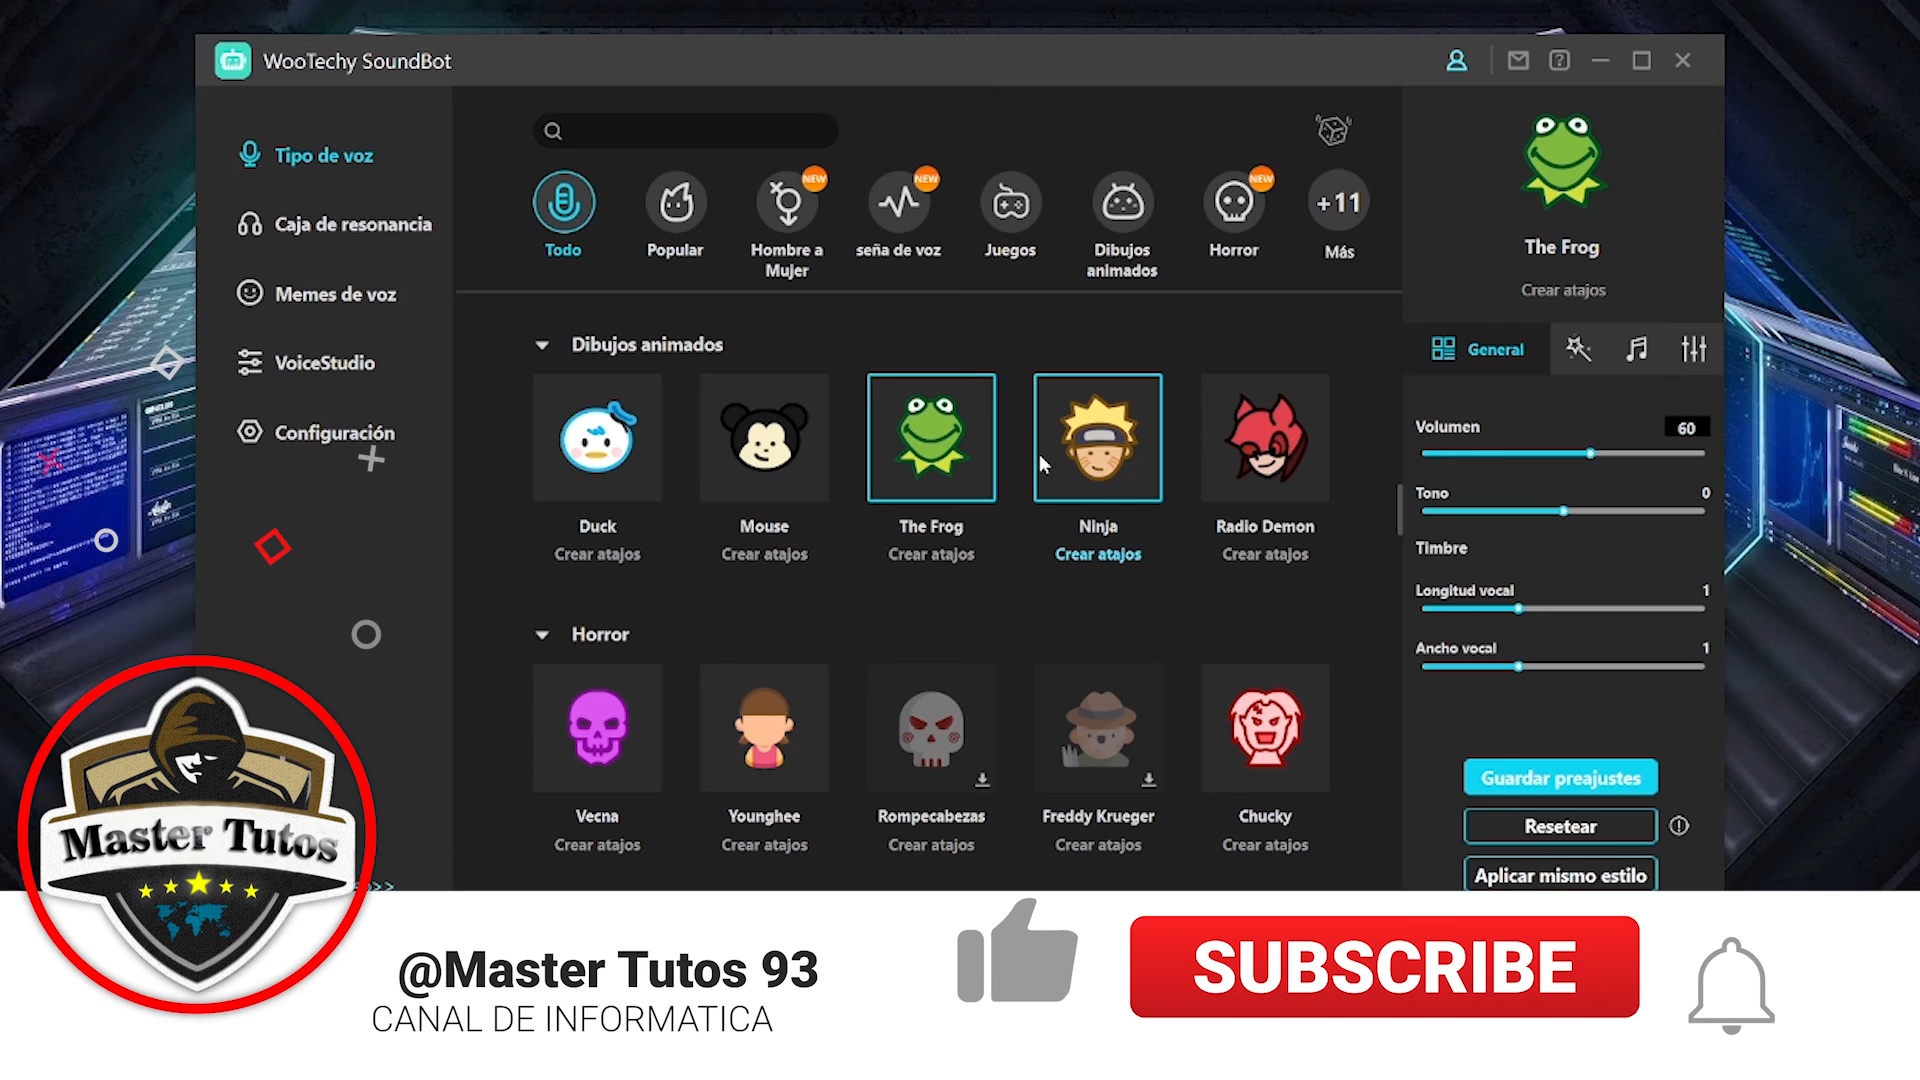 WooTechy SoundBot
Tipo de voz
Caja de resonancia
Memes de voz
VoiceStudio
Configuración
NEW
NEW
NEW
+11
Todo
Popular
Hombre a
Mujer
seña de voz
Juegos
Dibujos
animados
Horror
Más
Dibujos animados
Duck
Mouse
The Frog
Ninja
Radio Demon
Crear atajos
Crear atajos
Crear atajos
Crear atajos
Crear atajos
Horror
Vecna
Younghee
Rompecabezas
Freddy Krueger
Chucky
Crear atajos
Crear atajos
Crear atajos
Crear atajos
Crear atajos
The Frog
Crear atajos
General
Volumen 60
Tono 0
Timbre
Longitud vocal 1
Ancho vocal 1
Guardar preajustes
Resetear
Aplicar mismo estilo
Master Tutos
@Master Tutos 93
CANAL DE INFORMATICA
SUBSCRIBE